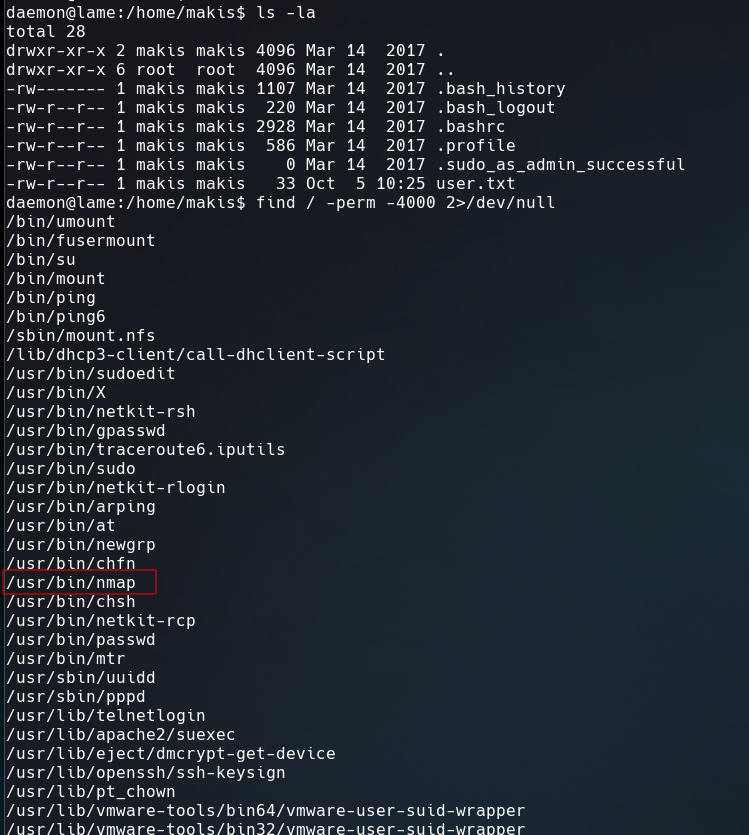 daemon@lame:/home/makis$ ls -la
total 28
drwxr-xr-x 2 makis makis 4096 Mar 14  2017 .
drwxr-xr-x 6 root  root  4096 Mar 14  2017 ..
-rw------- 1 makis makis 1107 Mar 14  2017 .bash_history
-rw-r--r-- 1 makis makis  220 Mar 14  2017 .bash_logout
-rw-r--r-- 1 makis makis 2928 Mar 14  2017 .bashrc
-rw-r--r-- 1 makis makis  586 Mar 14  2017 .profile
-rw-r--r-- 1 makis makis    0 Mar 14  2017 .sudo_as_admin_successful
-rw-r--r-- 1 makis makis   33 Oct  5 10:25 user.txt
daemon@lame:/home/makis$ find / -perm -4000 2>/dev/null
/bin/umount
/bin/fusermount
/bin/su
/bin/mount
/bin/ping
/bin/ping6
/sbin/mount.nfs
/lib/dhcp3-client/call-dhclient-script
/usr/bin/sudoedit
/usr/bin/X
/usr/bin/netkit-rsh
/usr/bin/gpasswd
/usr/bin/traceroute6.iputils
/usr/bin/sudo
/usr/bin/netkit-rlogin
/usr/bin/arping
/usr/bin/at
/usr/bin/newgrp
/usr/bin/chfn
/usr/bin/nmap
/usr/bin/chsh
/usr/bin/netkit-rcp
/usr/bin/passwd
/usr/bin/mtr
/usr/sbin/uuidd
/usr/sbin/pppd
/usr/lib/telnetlogin
/usr/lib/apache2/suexec
/usr/lib/eject/dmcrypt-get-device
/usr/lib/openssh/ssh-keysign
/usr/lib/pt_chown
/usr/lib/vmware-tools/bin64/vmware-user-suid-wrapper
/usr/lib/vmware-tools/bin32/vmware-user-suid-wrapper